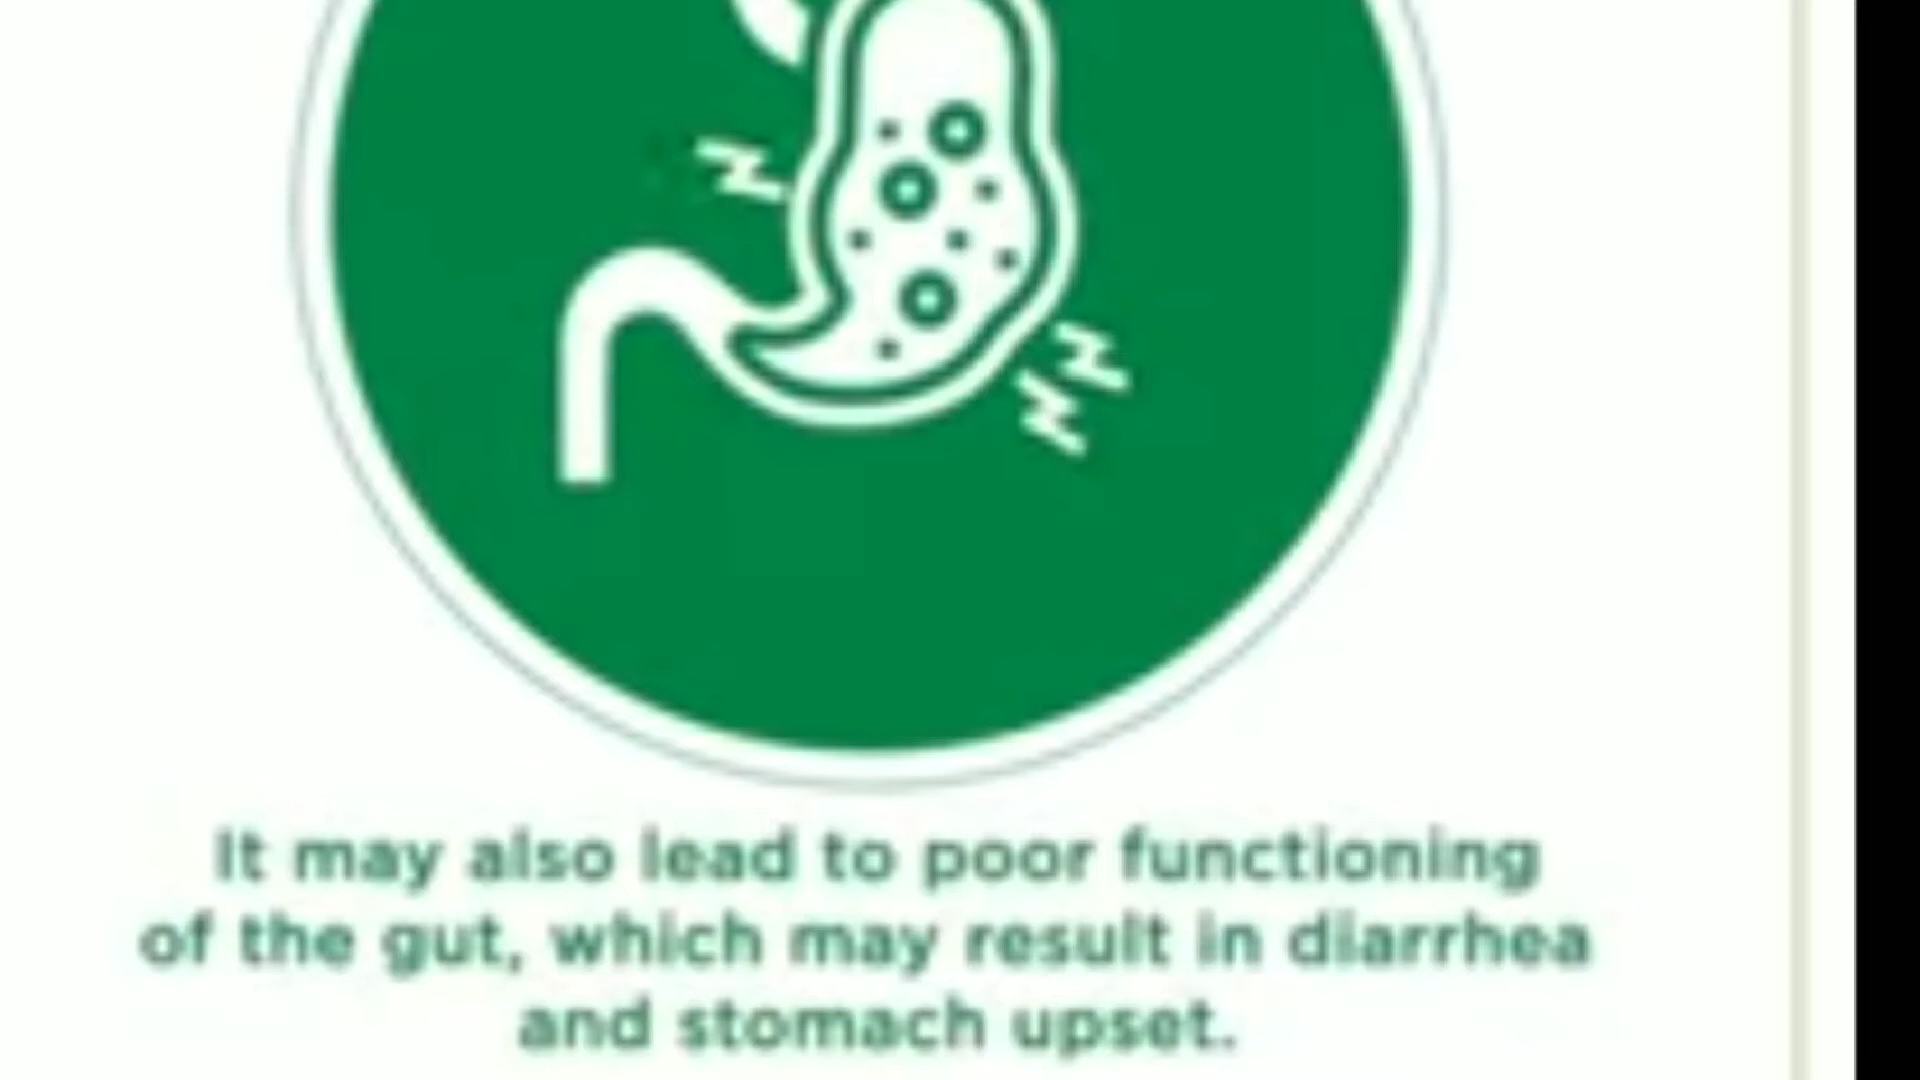 It may also lead to poor functioning
of the gut, which may result in diarrhea
and stomach upset.